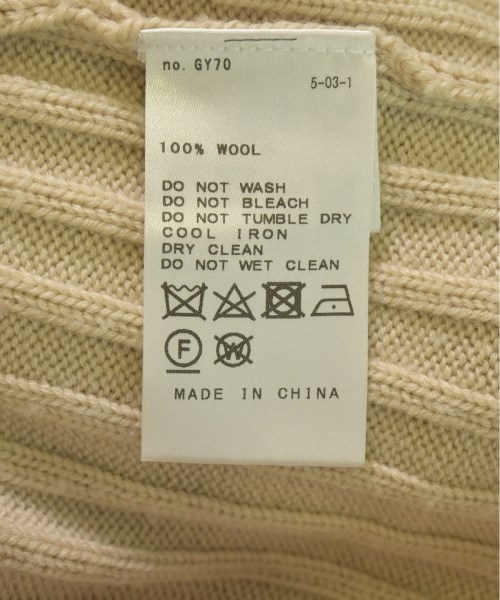 no. GY70
5-03-1
100% WOOL
DO NOT WASH
DO NOT BLEACH
DO NOT TUMBLE DRY
COOL IRON
DRY CLEAN
DO NOT WET CLEAN
F W
MADE IN CHINA